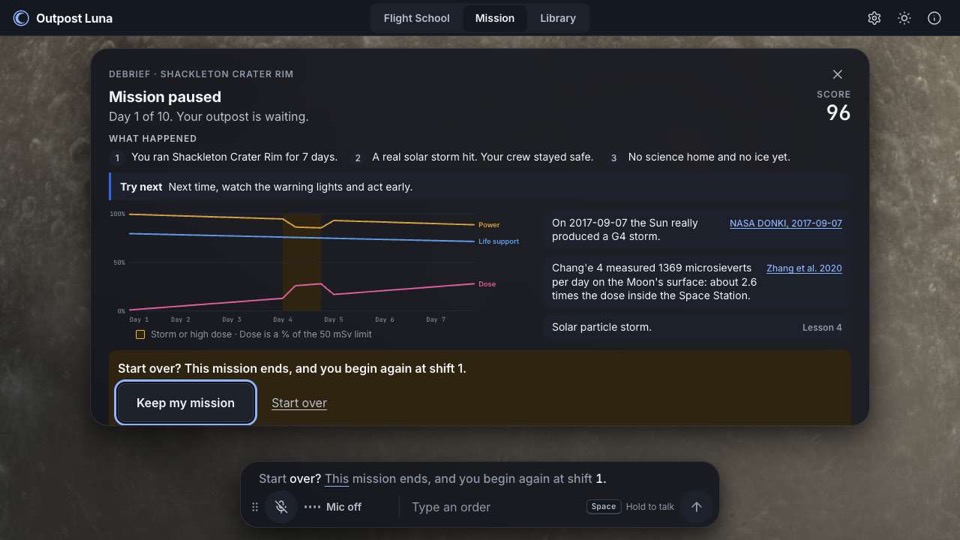 Outpost Luna
Flight School
Mission
Library
DEBRIEF · SHACKLETON CRATER RIM
Mission paused
Day 1 of 10. Your outpost is waiting.
SCORE
96
WHAT HAPPENED
1 You ran Shackleton Crater Rim for 7 days.
2 A real solar storm hit. Your crew stayed safe.
3 No science home and no ice yet.
Try next Next time, watch the warning lights and act early.
100%
50%
0%
Power
Life support
Dose
Day 1 Day 2 Day 3 Day 4 Day 5 Day 6 Day 7
Storm or high dose · Dose is a % of the 50 mSv limit
On 2017-09-07 the Sun really
produced a G4 storm.
NASA DONKI, 2017-09-07
Chang'e 4 measured 1369 microsieverts
per day on the Moon's surface: about 2.6
times the dose inside the Space Station.
Zhang et al. 2020
Solar particle storm.
Lesson 4
Start over? This mission ends, and you begin again at shift 1.
Keep my mission
Start over
Start over? This mission ends, and you begin again at shift 1.
Mic off
Type an order
Space Hold to talk